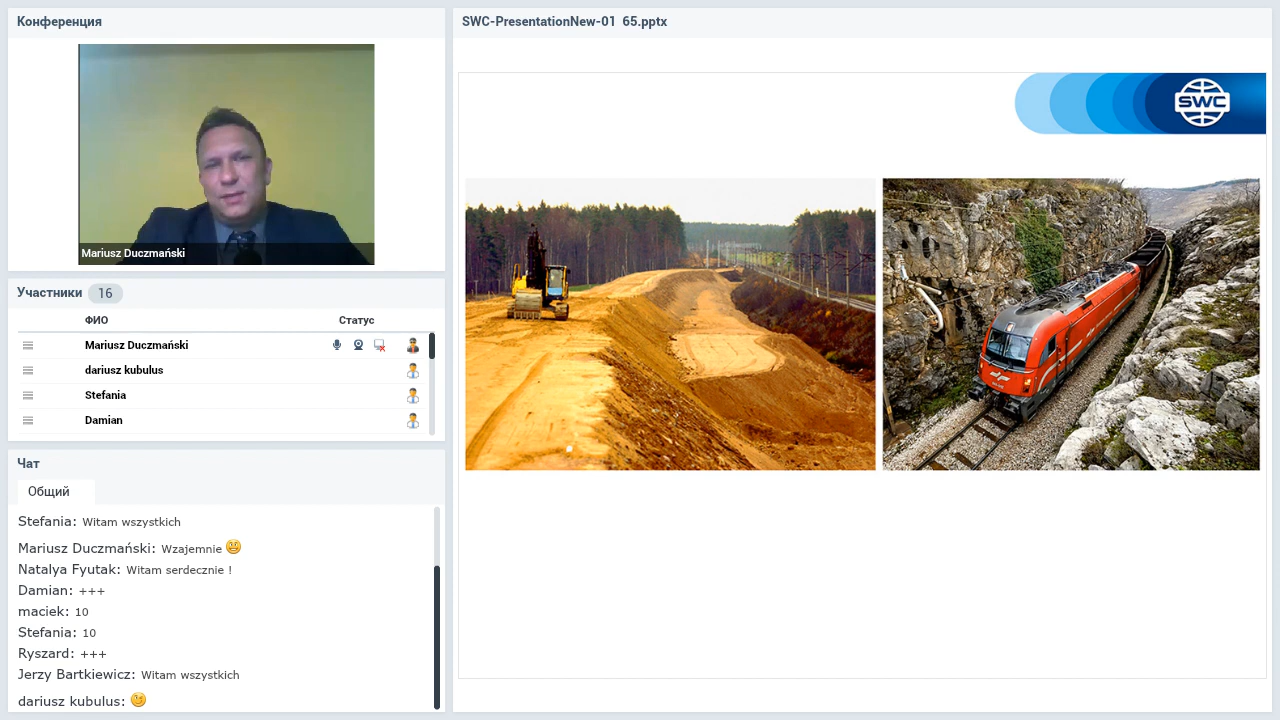 Конференция
Mariusz Duczmański
Участники 16
ФИО Статус
Mariusz Duczmański
dariusz kubulus
Stefania
Damian
Чат
Общий
Stefania: Witam wszystkich
Mariusz Duczmański: Wzajemnie
Natalya Fyutak: Witam serdecznie !
Damian: +++
maciek: 10
Stefania: 10
Ryszard: +++
Jerzy Bartkiewicz: Witam wszystkich
dariusz kubulus:
SWC-PresentationNew-01 65.pptx
SWC